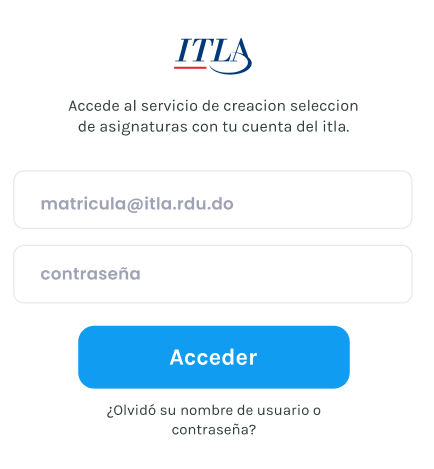 ITLA
Accede al servicio de creacion seleccion
de asignaturas con tu cuenta del itla.
matricula@itla.rdu.do
contraseña
Acceder
¿Olvidó su nombre de usuario o
contraseña?